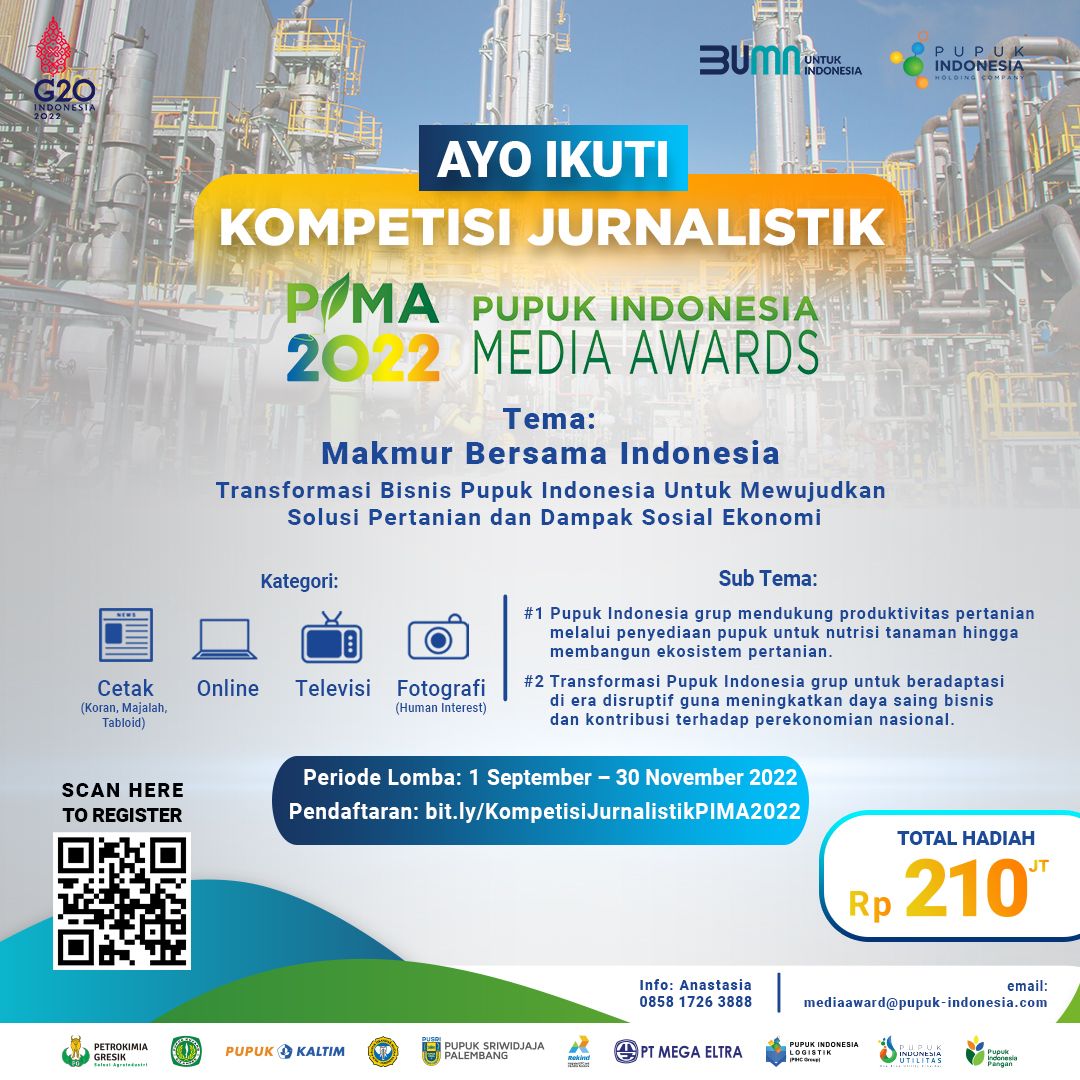 G20
INDONESIA
2022
BUMN UNTUK
INDONESIA
PUPUK
INDONESIA
HOLDING COMPANY
AYO IKUTI
KOMPETISI JURNALISTIK
PIMA
2022
PUPUK INDONESIA
MEDIA AWARDS
Tema:
Makmur Bersama Indonesia
Transformasi Bisnis Pupuk Indonesia Untuk Mewujudkan
Solusi Pertanian dan Dampak Sosial Ekonomi
Kategori:
NEWS
Cetak
(Koran, Majalah,
Tabloid)
Online
Televisi
Fotografi
(Human Interest)
Sub Tema:
#1 Pupuk Indonesia grup mendukung produktivitas pertanian
melalui penyediaan pupuk untuk nutrisi tanaman hingga
membangun ekosistem pertanian.
#2 Transformasi Pupuk Indonesia grup untuk beradaptasi
di era disruptif guna meningkatkan daya saing bisnis
dan kontribusi terhadap perekonomian nasional.
Periode Lomba: 1 September – 30 November 2022
Pendaftaran: bit.ly/KompetisiJurnalistikPIMA2022
SCAN HERE
TO REGISTER
TOTAL HADIAH
Rp 210 JT
Info: Anastasia
0858 1726 3888
email:
mediaaward@pupuk-indonesia.com
PETROKIMIA
GRESIK
Solusi Agroindustri
PUPUK KALTIM
PUSRI
PUPUK SRIWIDJAJA
PALEMBANG
Rekind
PT MEGA ELTRA
PUPUK INDONESIA
LOGISTIK
(PIHC Group)
PUPUK
INDONESIA
UTILITAS
Pupuk
Indonesia
Pangan